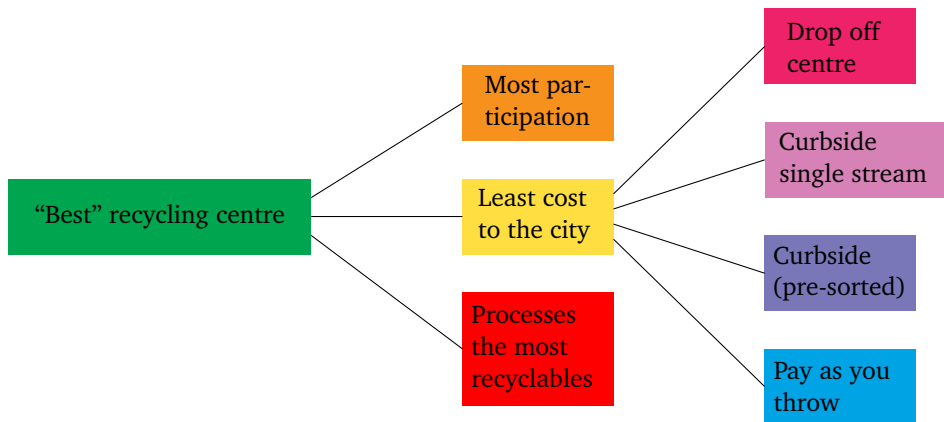 “Best” recycling centre
Most par-
ticipation
Least cost
to the city
Processes
the most
recyclables
Drop off
centre
Curbside
single stream
Curbside
(pre-sorted)
Pay as you
throw